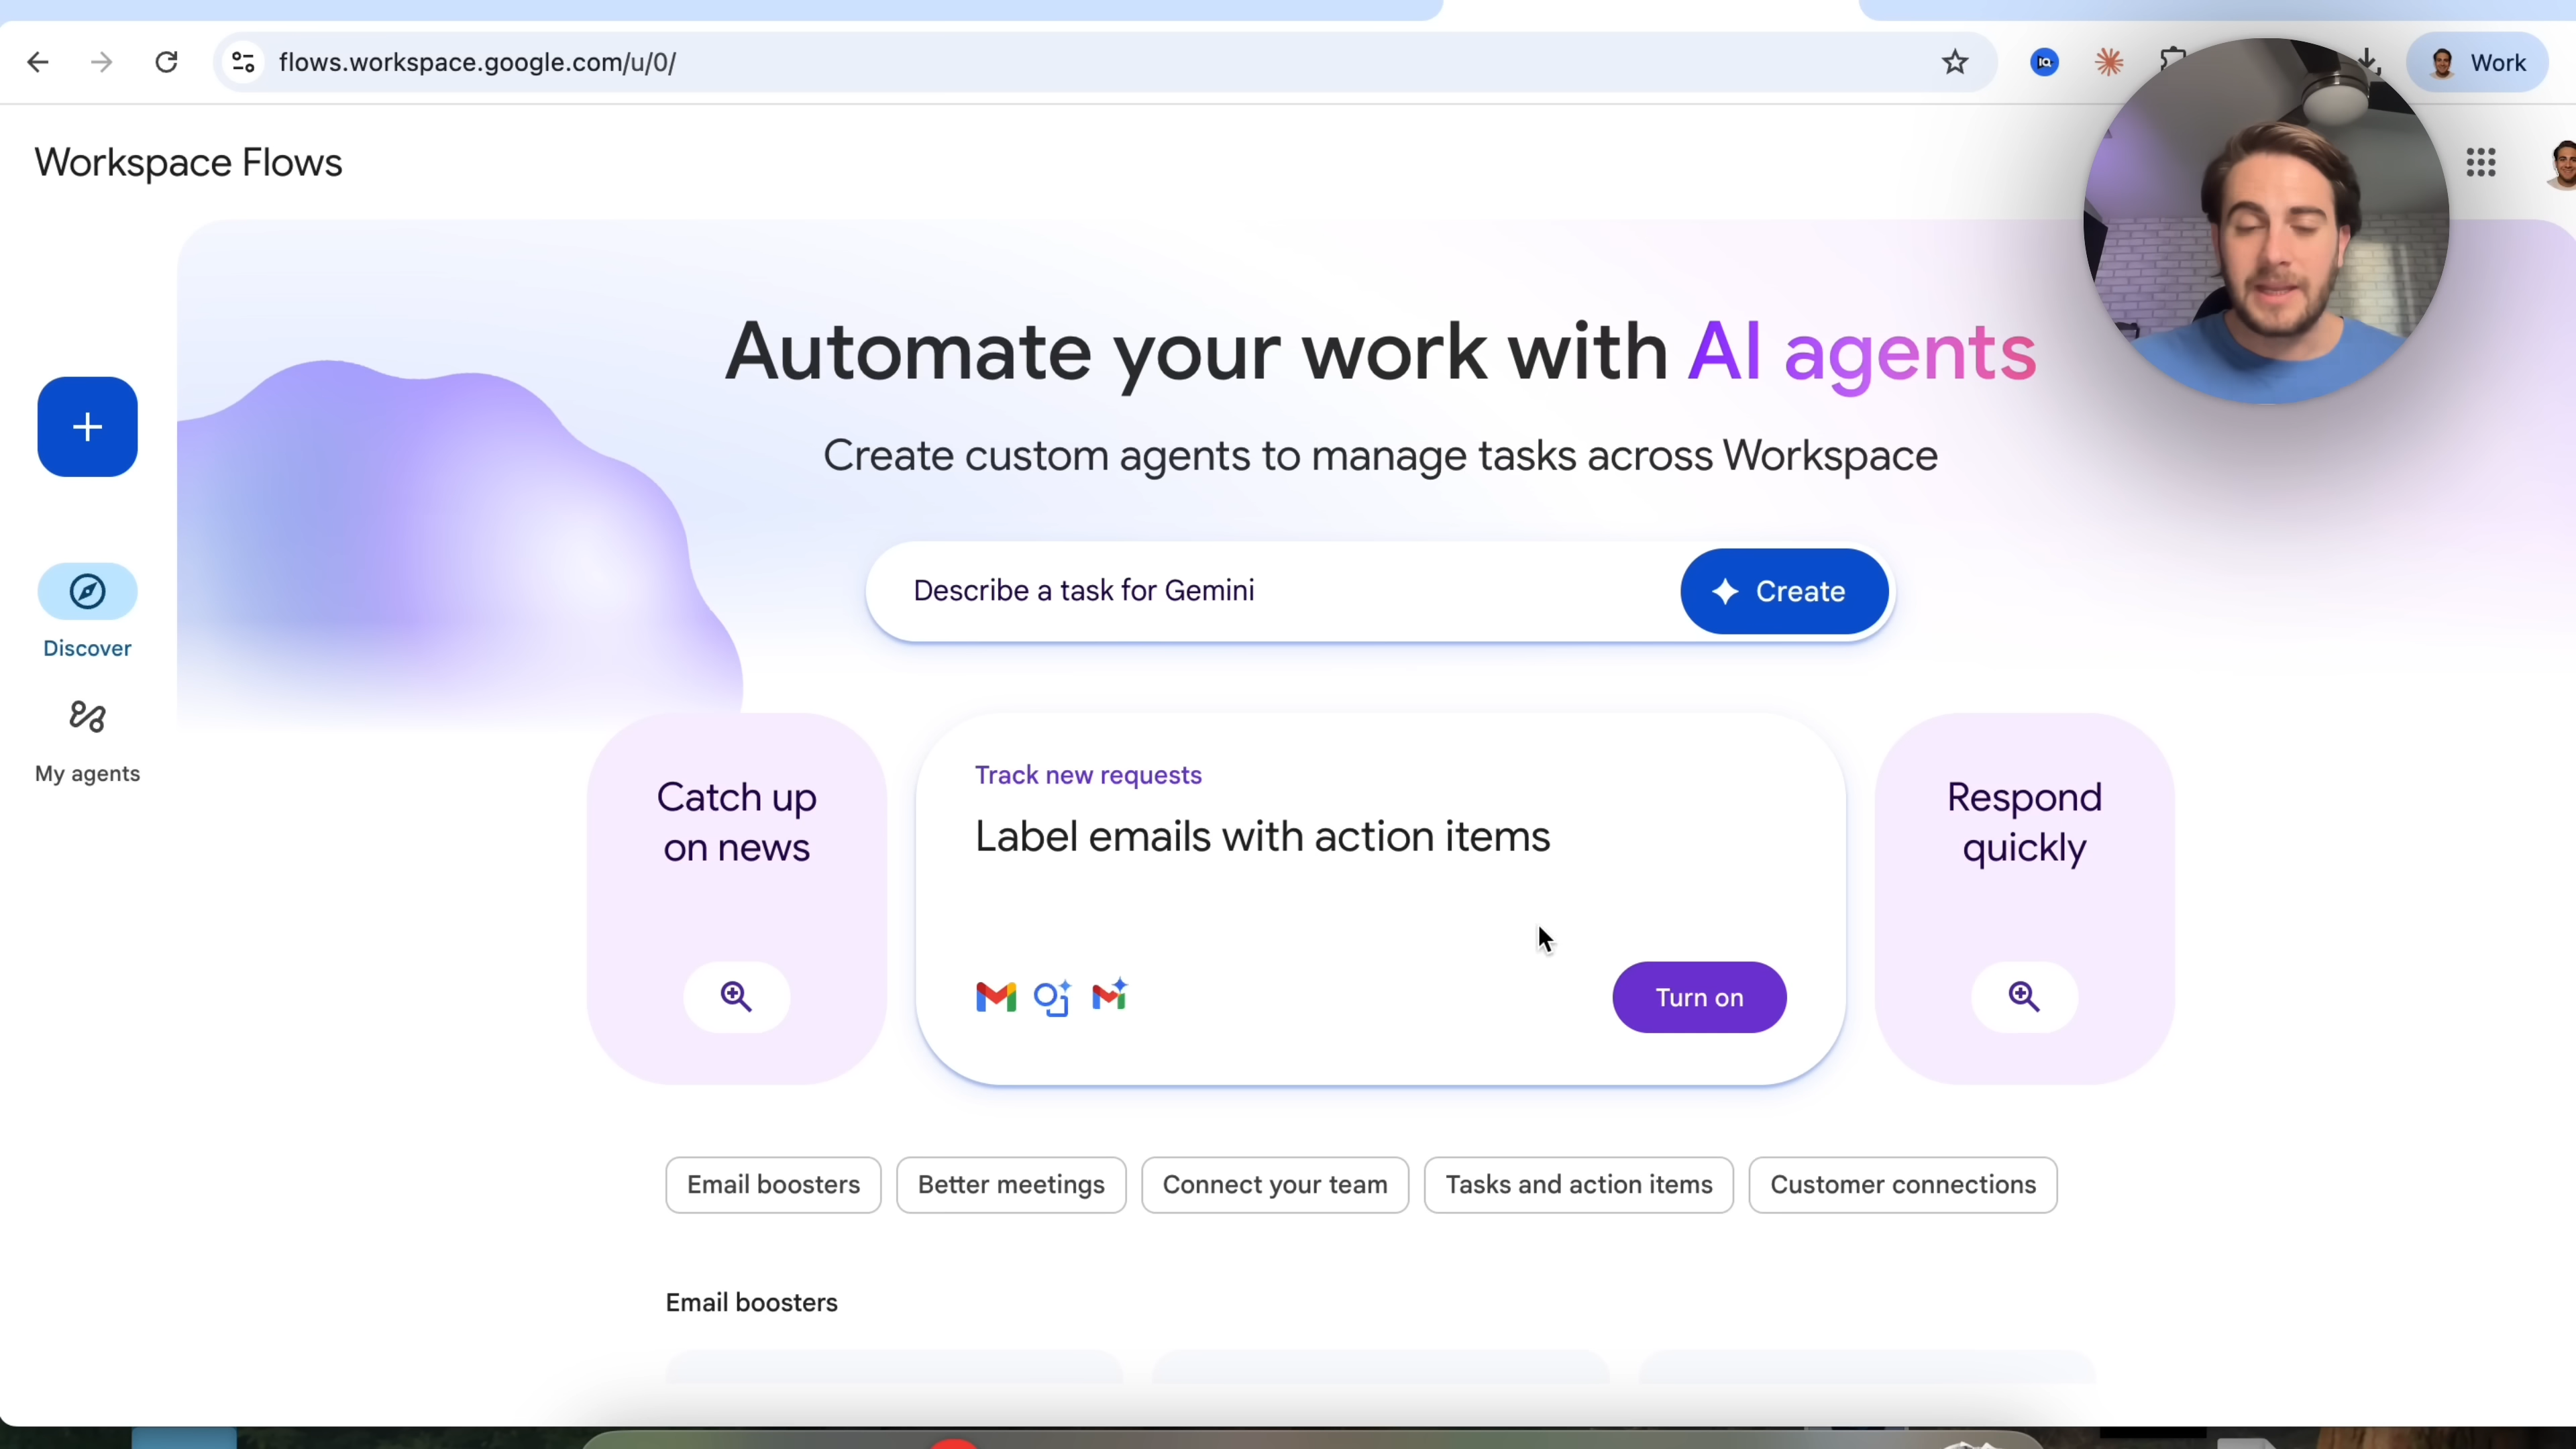 flows.workspace.google.com/u/0/
Work
Workspace Flows
Automate your work with AI agents
Create custom agents to manage tasks across Workspace
Describe a task for Gemini
Create
Discover
My agents
Catch up
on news
Track new requests
Label emails with action items
Turn on
Respond
quickly
Email boosters
Better meetings
Connect your team
Tasks and action items
Customer connections
Email boosters